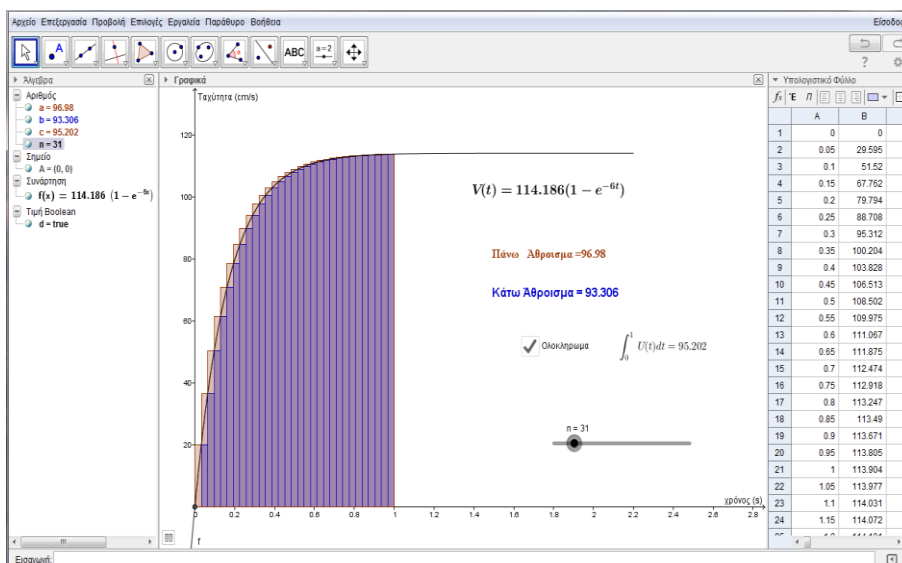 Αρχείο Επεξεργασία Προβολή Επιλογές Εργαλεία Παράθυρο Βοήθεια
Είσοδος
A
ABC
a=2
Άλγεβρα
Γραφικά
Υπολογιστικό Φύλλο
Αριθμός
a = 96.98
b = 93.306
c = 95.202
n = 31
Σημείο
A = (0, 0)
Συνάρτηση
f(x) = 114.186 (1 − e^-6x)
Τιμή Boolean
d = true
Ταχύτητα (cm/s)
120
100
80
60
40
20
0
0.2 0.4 0.6 0.8 1 1.2 1.4 1.6 1.8 2 2.2 2.4 2.6 2.8
χρόνος (s)
f
V(t) = 114.186(1 − e^-6t)
Πάνω Άθροισμα =96.98
Κάτω Άθροισμα = 93.306
Ολοκληρωμα ∫_0^1 U(t)dt = 95.202
n = 31
fx Έ Π
A B
1 0 0
2 0.05 29.595
3 0.1 51.52
4 0.15 67.762
5 0.2 79.794
6 0.25 88.708
7 0.3 95.312
8 0.35 100.204
9 0.4 103.828
10 0.45 106.513
11 0.5 108.502
12 0.55 109.975
13 0.6 111.067
14 0.65 111.875
15 0.7 112.474
16 0.75 112.918
17 0.8 113.247
18 0.85 113.49
19 0.9 113.671
20 0.95 113.805
21 1 113.904
22 1.05 113.977
23 1.1 114.031
24 1.15 114.072
Εισαγωγή: